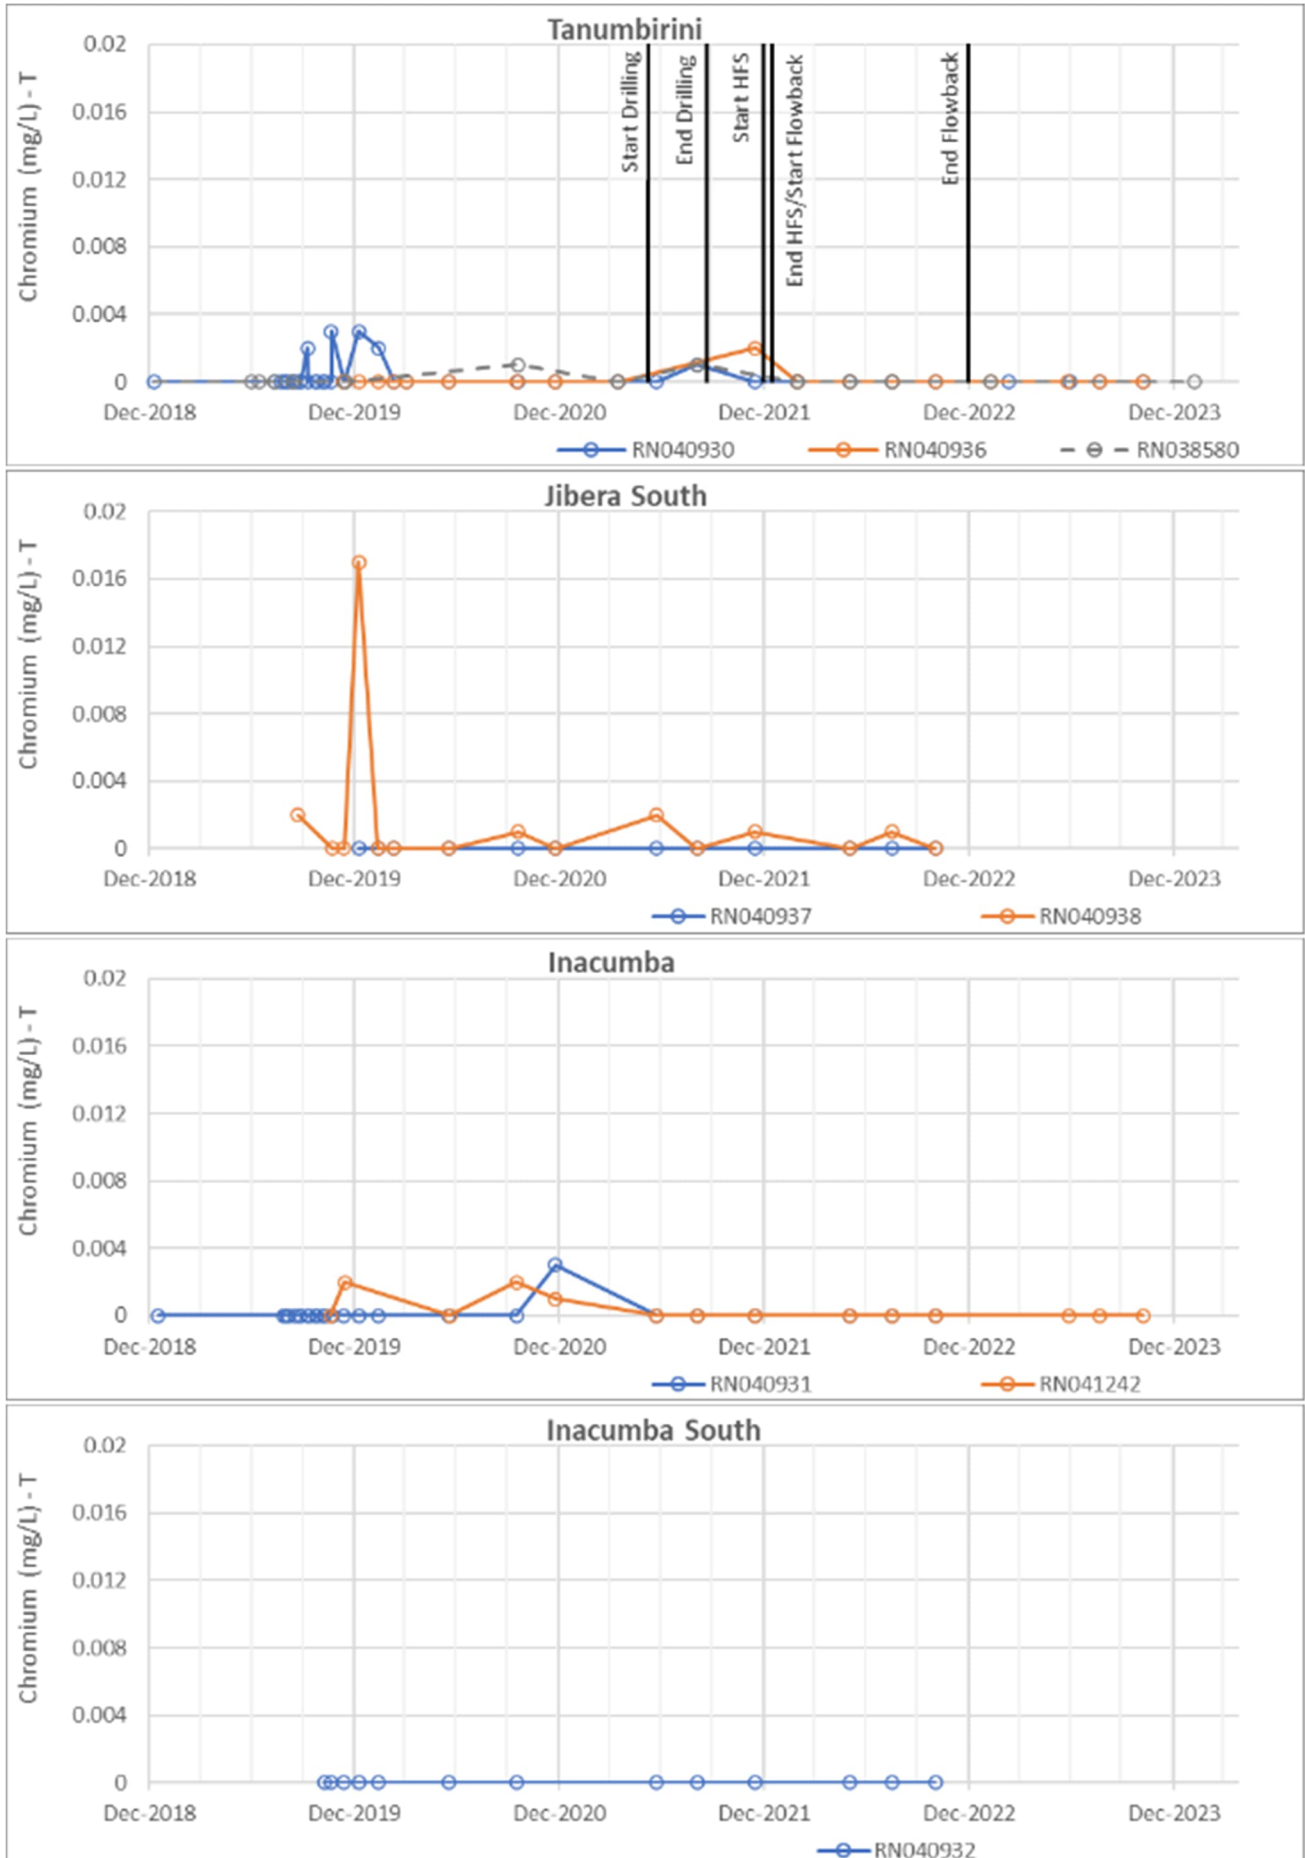 Tanumbirini
Chromium (mg/L) - T
0.02
0.016
0.012
0.008
0.004
0
Start Drilling
End Drilling
Start HFS
End HFS/Start Flowback
End Flowback
Dec-2018 Dec-2019 Dec-2020 Dec-2021 Dec-2022 Dec-2023
RN040930 RN040936 RN038580
Jibera South
Chromium (mg/L) - T
0.02
0.016
0.012
0.008
0.004
0
Dec-2018 Dec-2019 Dec-2020 Dec-2021 Dec-2022 Dec-2023
RN040937 RN040938
Inacumba
Chromium (mg/L) - T
0.02
0.016
0.012
0.008
0.004
0
Dec-2018 Dec-2019 Dec-2020 Dec-2021 Dec-2022 Dec-2023
RN040931 RN041242
Inacumba South
Chromium (mg/L) - T
0.02
0.016
0.012
0.008
0.004
0
Dec-2018 Dec-2019 Dec-2020 Dec-2021 Dec-2022 Dec-2023
RN040932